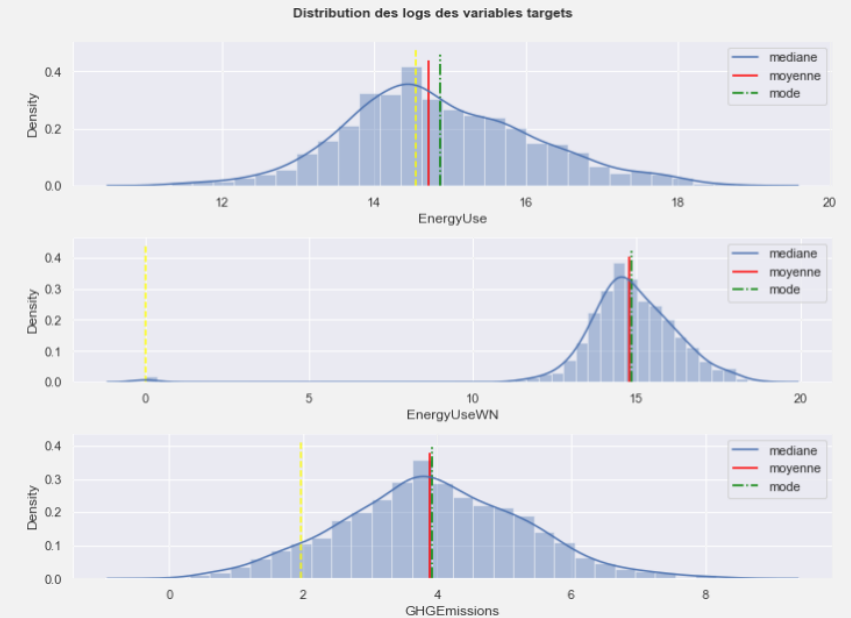 Distribution des logs des variables targets
0.4
0.2
0.0
Density
mediane
moyenne
mode
12 14 16 18 20
EnergyUse
0.4
0.3
0.2
0.1
0.0
Density
mediane
moyenne
mode
0 5 10 15 20
EnergyUseWN
0.4
0.3
0.2
0.1
0.0
Density
mediane
moyenne
mode
0 2 4 6 8
GHGEmissions